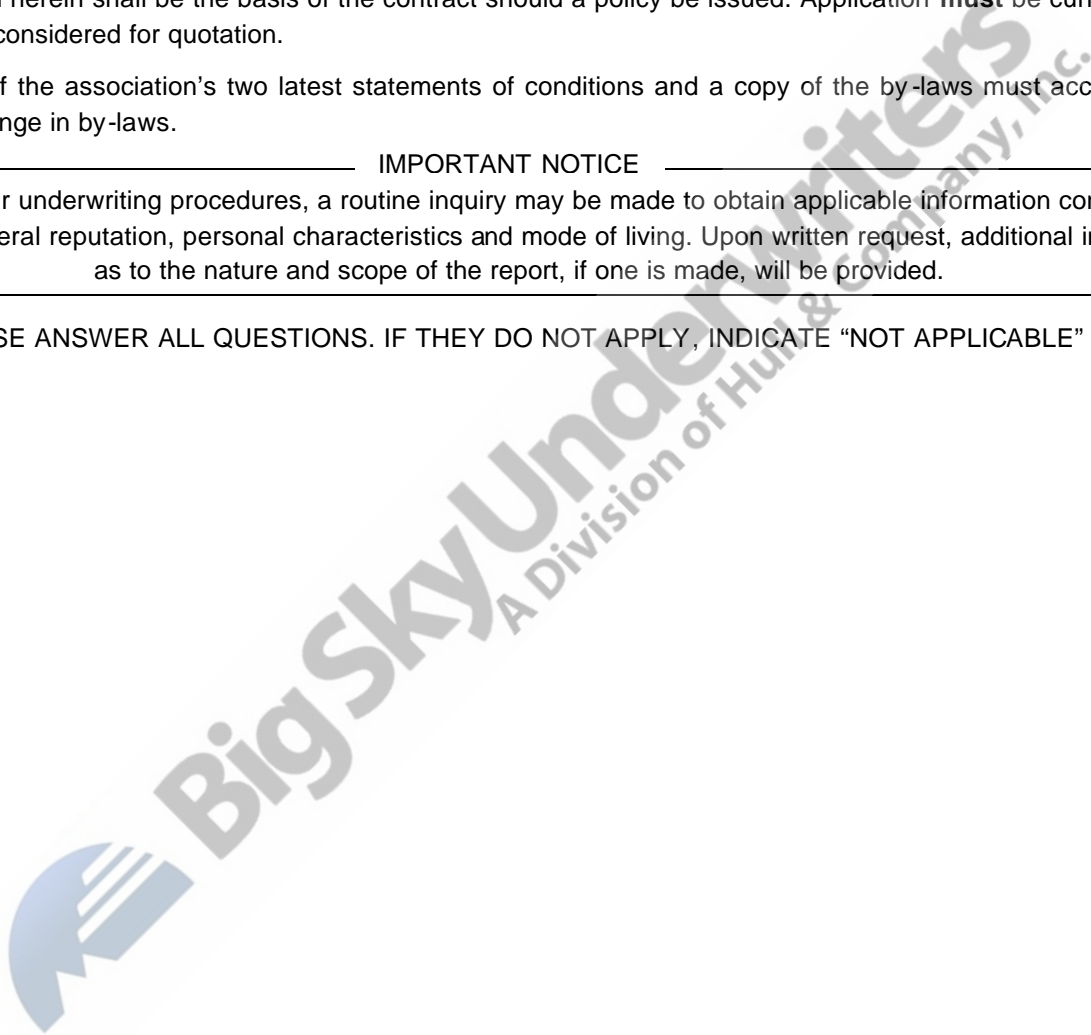 herein shall be the basis of the contract should a policy be issued. Application must be
considered for quotation.
f the association's two latest statements of conditions and a copy of the by-laws must
nge in by-laws.
IMPORTANT NOTICE
r underwriting procedures, a routine inquiry may be made to obtain applicable information
eral reputation, personal characteristics and mode of living. Upon written request, additional
as to the nature and scope of the report, if one is made, will be provided.
SE ANSWER ALL QUESTIONS. IF THEY DO NOT APPLY, INDICATE “NOT APPLICABLE”
Big Sky Underwriters
A Division of Hull & Company, Inc.